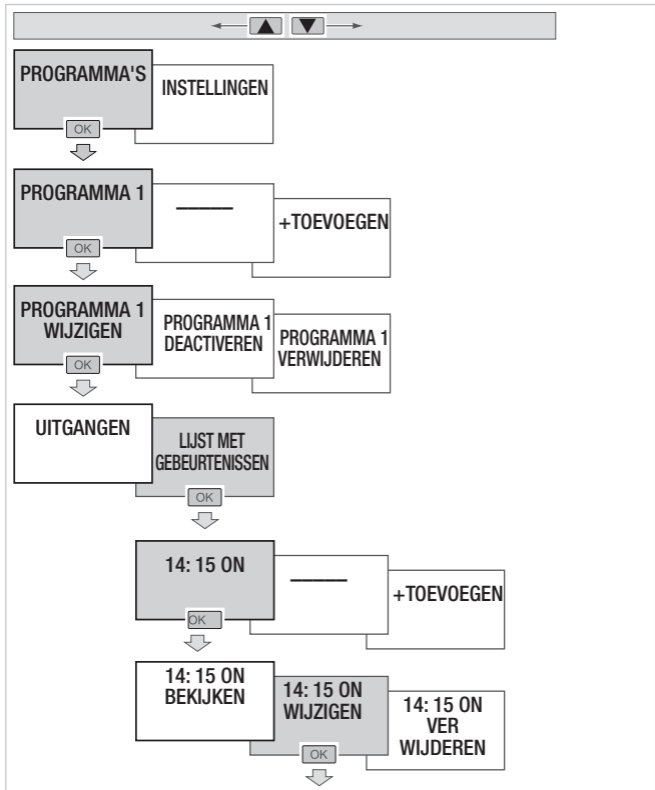 PROGRAMMA'S
INSTELLINGEN
OK
PROGRAMMA 1
_____
+TOEVOEGEN
OK
PROGRAMMA 1
WIJZIGEN
PROGRAMMA 1
DEACTIVEREN
PROGRAMMA 1
VERWIJDEREN
OK
UITGANGEN
LIJST MET
GEBEURTENISSEN
OK
14: 15 ON
_____
+TOEVOEGEN
OK
14: 15 ON
BEKIJKEN
14: 15 ON
WIJZIGEN
14: 15 ON
VER
WIJDEREN
OK